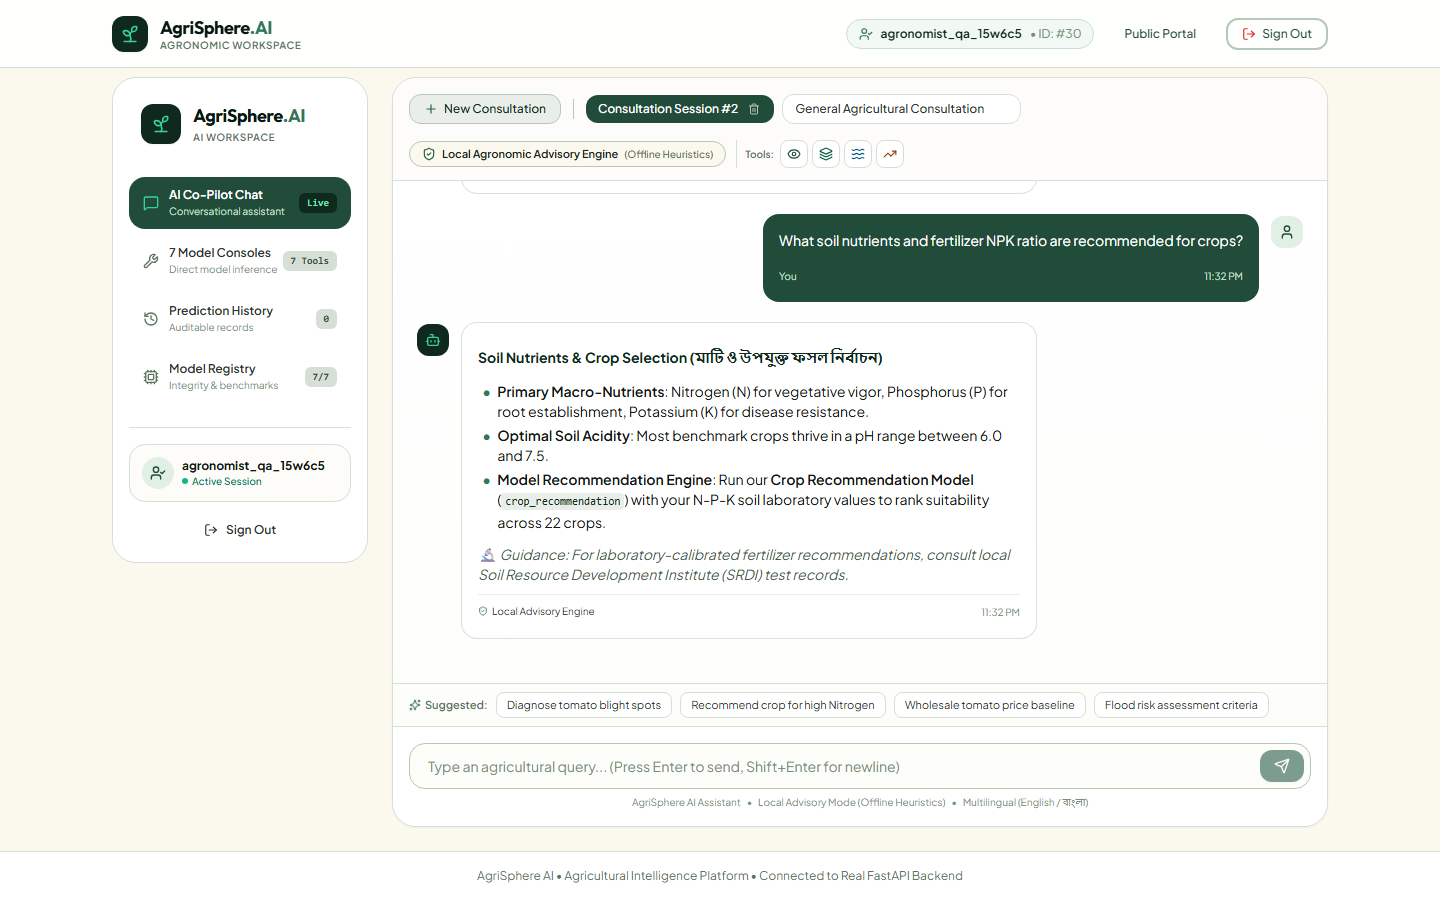 AgriSphere.AI
AGRONOMIC WORKSPACE
agronomist_qa_15w6c5 • ID: #30
Public Portal
Sign Out
AgriSphere.AI
AI WORKSPACE
AI Co-Pilot Chat
Conversational assistant
Live
7 Model Consoles
Direct model inference
7 Tools
Prediction History
Auditable records
0
Model Registry
Integrity & benchmarks
7/7
agronomist_qa_15w6c5
Active Session
Sign Out
New Consultation
Consultation Session #2
General Agricultural Consultation
Local Agronomic Advisory Engine (Offline Heuristics)
Tools:
What soil nutrients and fertilizer NPK ratio are recommended for crops?
You
11:32 PM
Soil Nutrients & Crop Selection (মাটি ও উপযুক্ত ফসল নির্বাচন)
• Primary Macro-Nutrients: Nitrogen (N) for vegetative vigor, Phosphorus (P) for
root establishment, Potassium (K) for disease resistance.
• Optimal Soil Acidity: Most benchmark crops thrive in a pH range between 6.0
and 7.5.
• Model Recommendation Engine: Run our Crop Recommendation Model
(crop_recommendation) with your N-P-K soil laboratory values to rank suitability
across 22 crops.
🔬 Guidance: For laboratory-calibrated fertilizer recommendations, consult local
Soil Resource Development Institute (SRDI) test records.
Local Advisory Engine
11:32 PM
Suggested:
Diagnose tomato blight spots
Recommend crop for high Nitrogen
Wholesale tomato price baseline
Flood risk assessment criteria
Type an agricultural query... (Press Enter to send, Shift+Enter for newline)
AgriSphere AI Assistant • Local Advisory Mode (Offline Heuristics) • Multilingual (English / বাংলা)
AgriSphere AI • Agricultural Intelligence Platform • Connected to Real FastAPI Backend